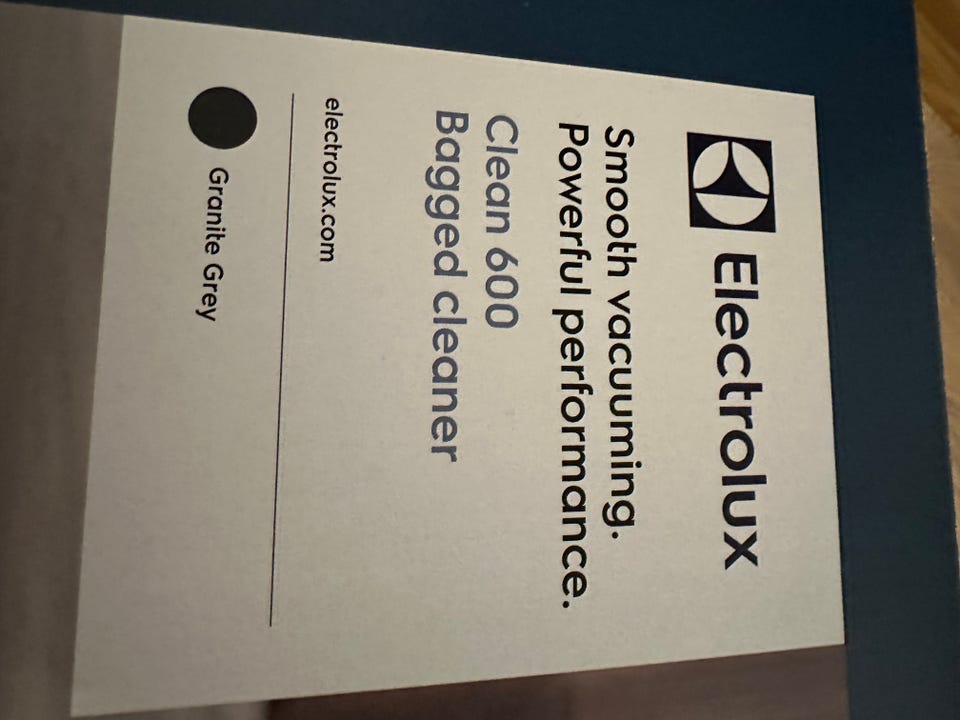 Electrolux
Smooth vacuuming.
Powerful performance.
Clean 600
Bagged cleaner
electrolux.com
Granite Grey